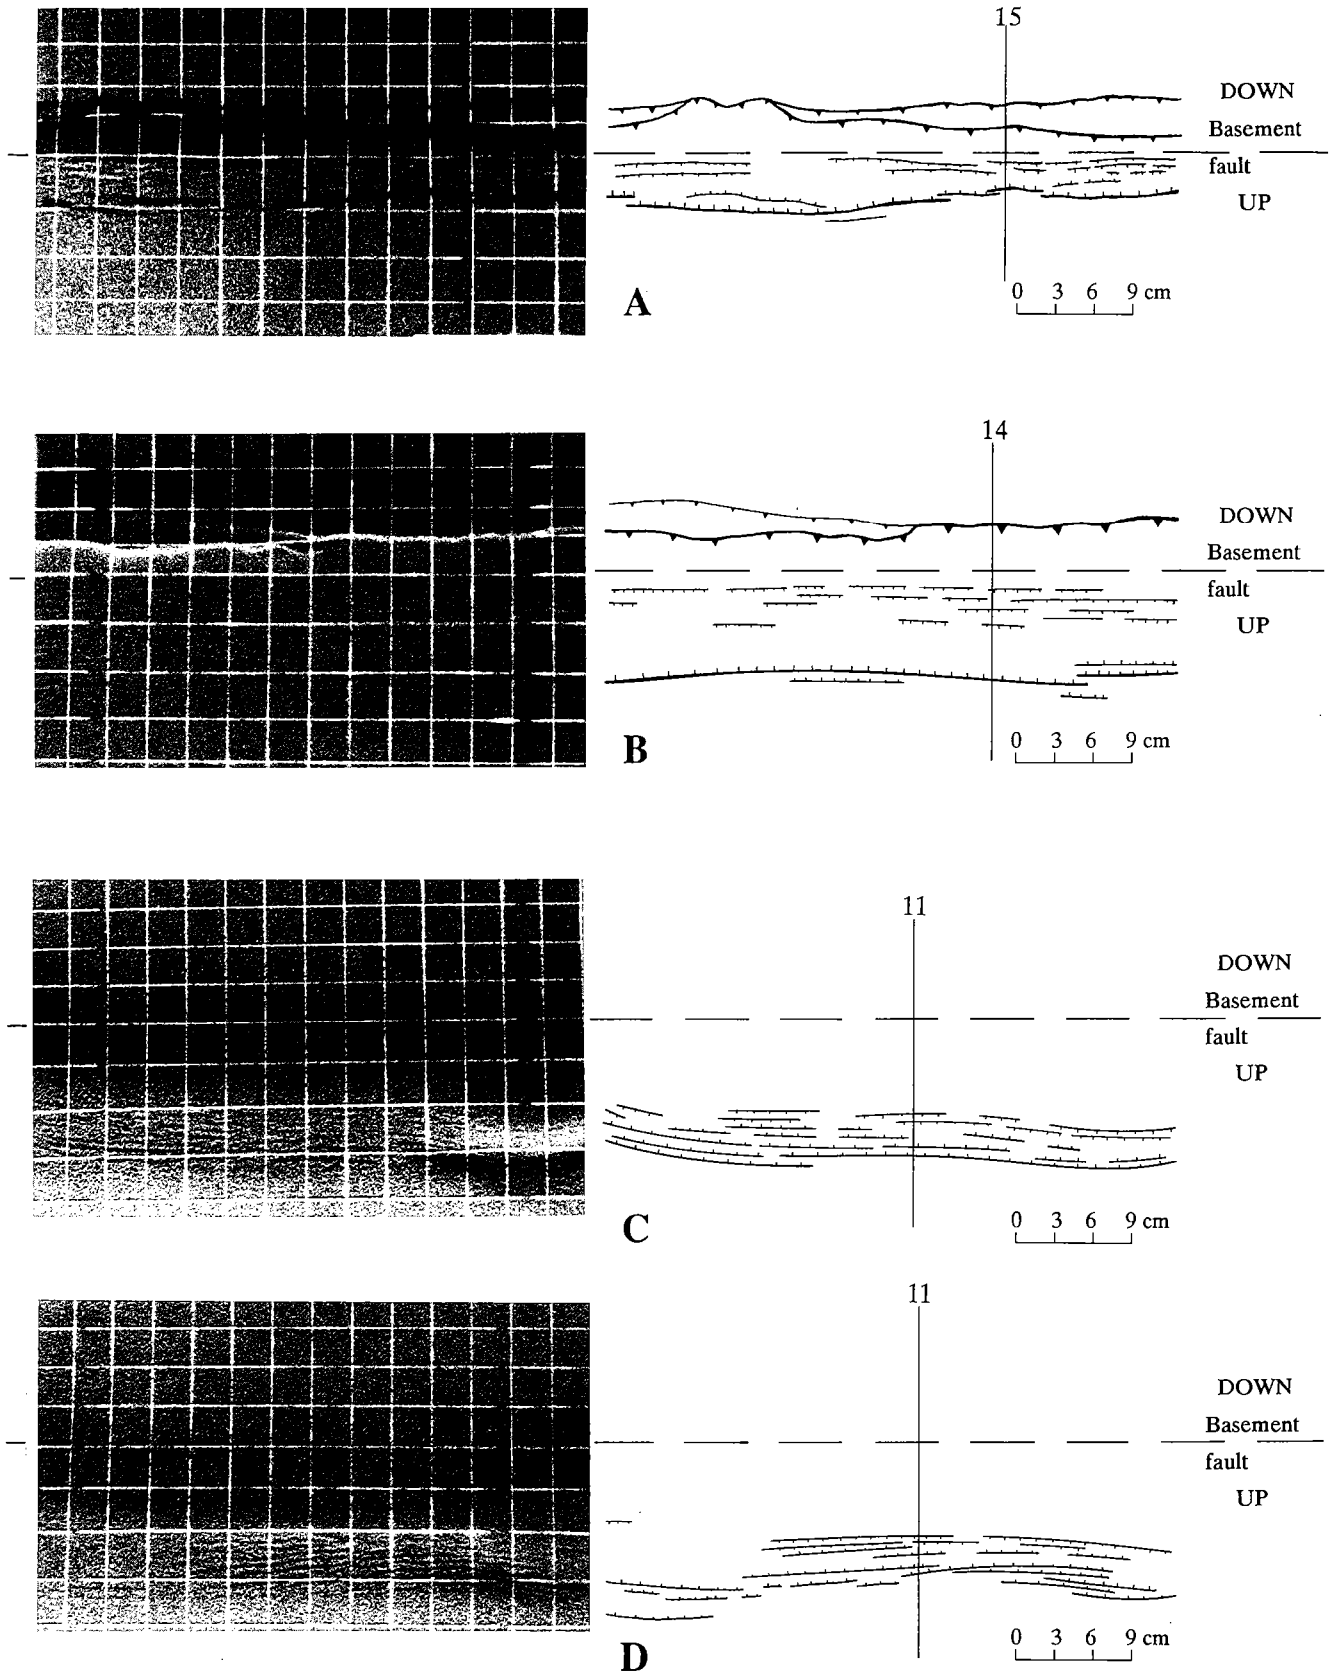 15
DOWN
Basement
fault
UP
0 3 6 9 cm
A
14
DOWN
Basement
fault
UP
0 3 6 9 cm
B
11
DOWN
Basement
fault
UP
0 3 6 9 cm
C
11
DOWN
Basement
fault
UP
0 3 6 9 cm
D